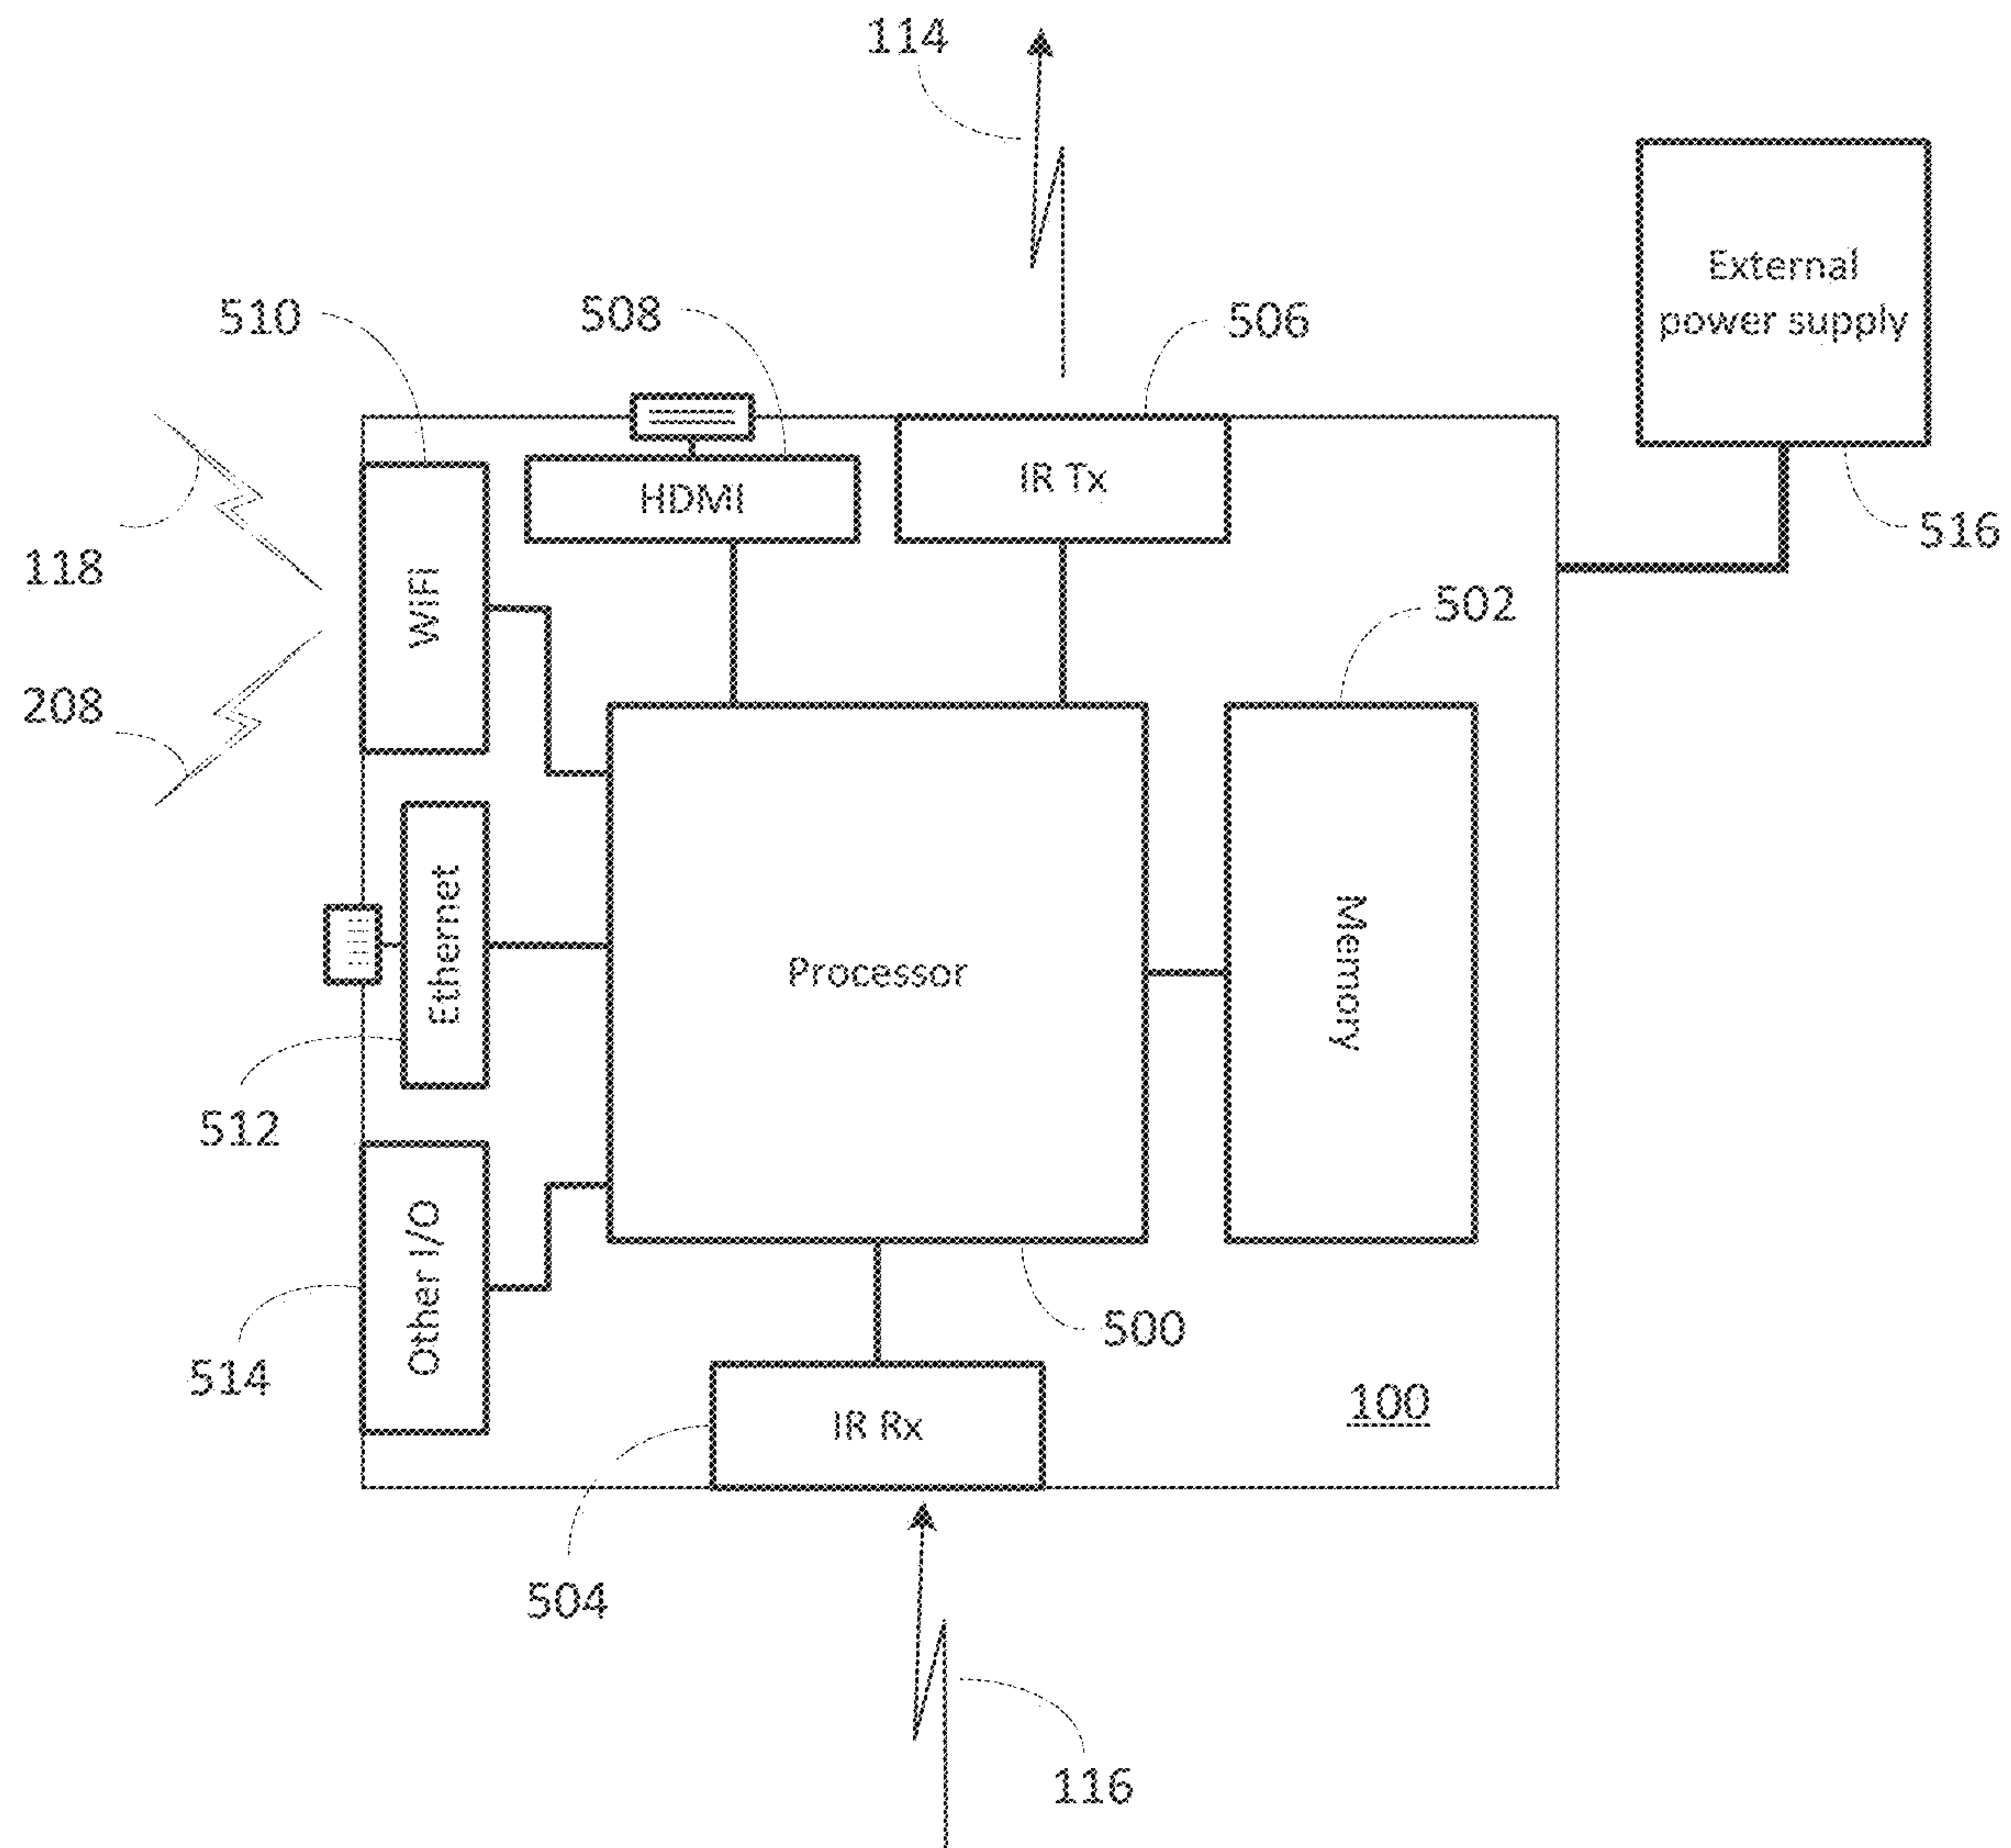 114
External
power supply
510
508
506
IR Tx
HDMI
516
118
WiFi
502
208
Ethernet
Processor
Memory
512
Other I/O
500
514
100
IR Rx
504
116